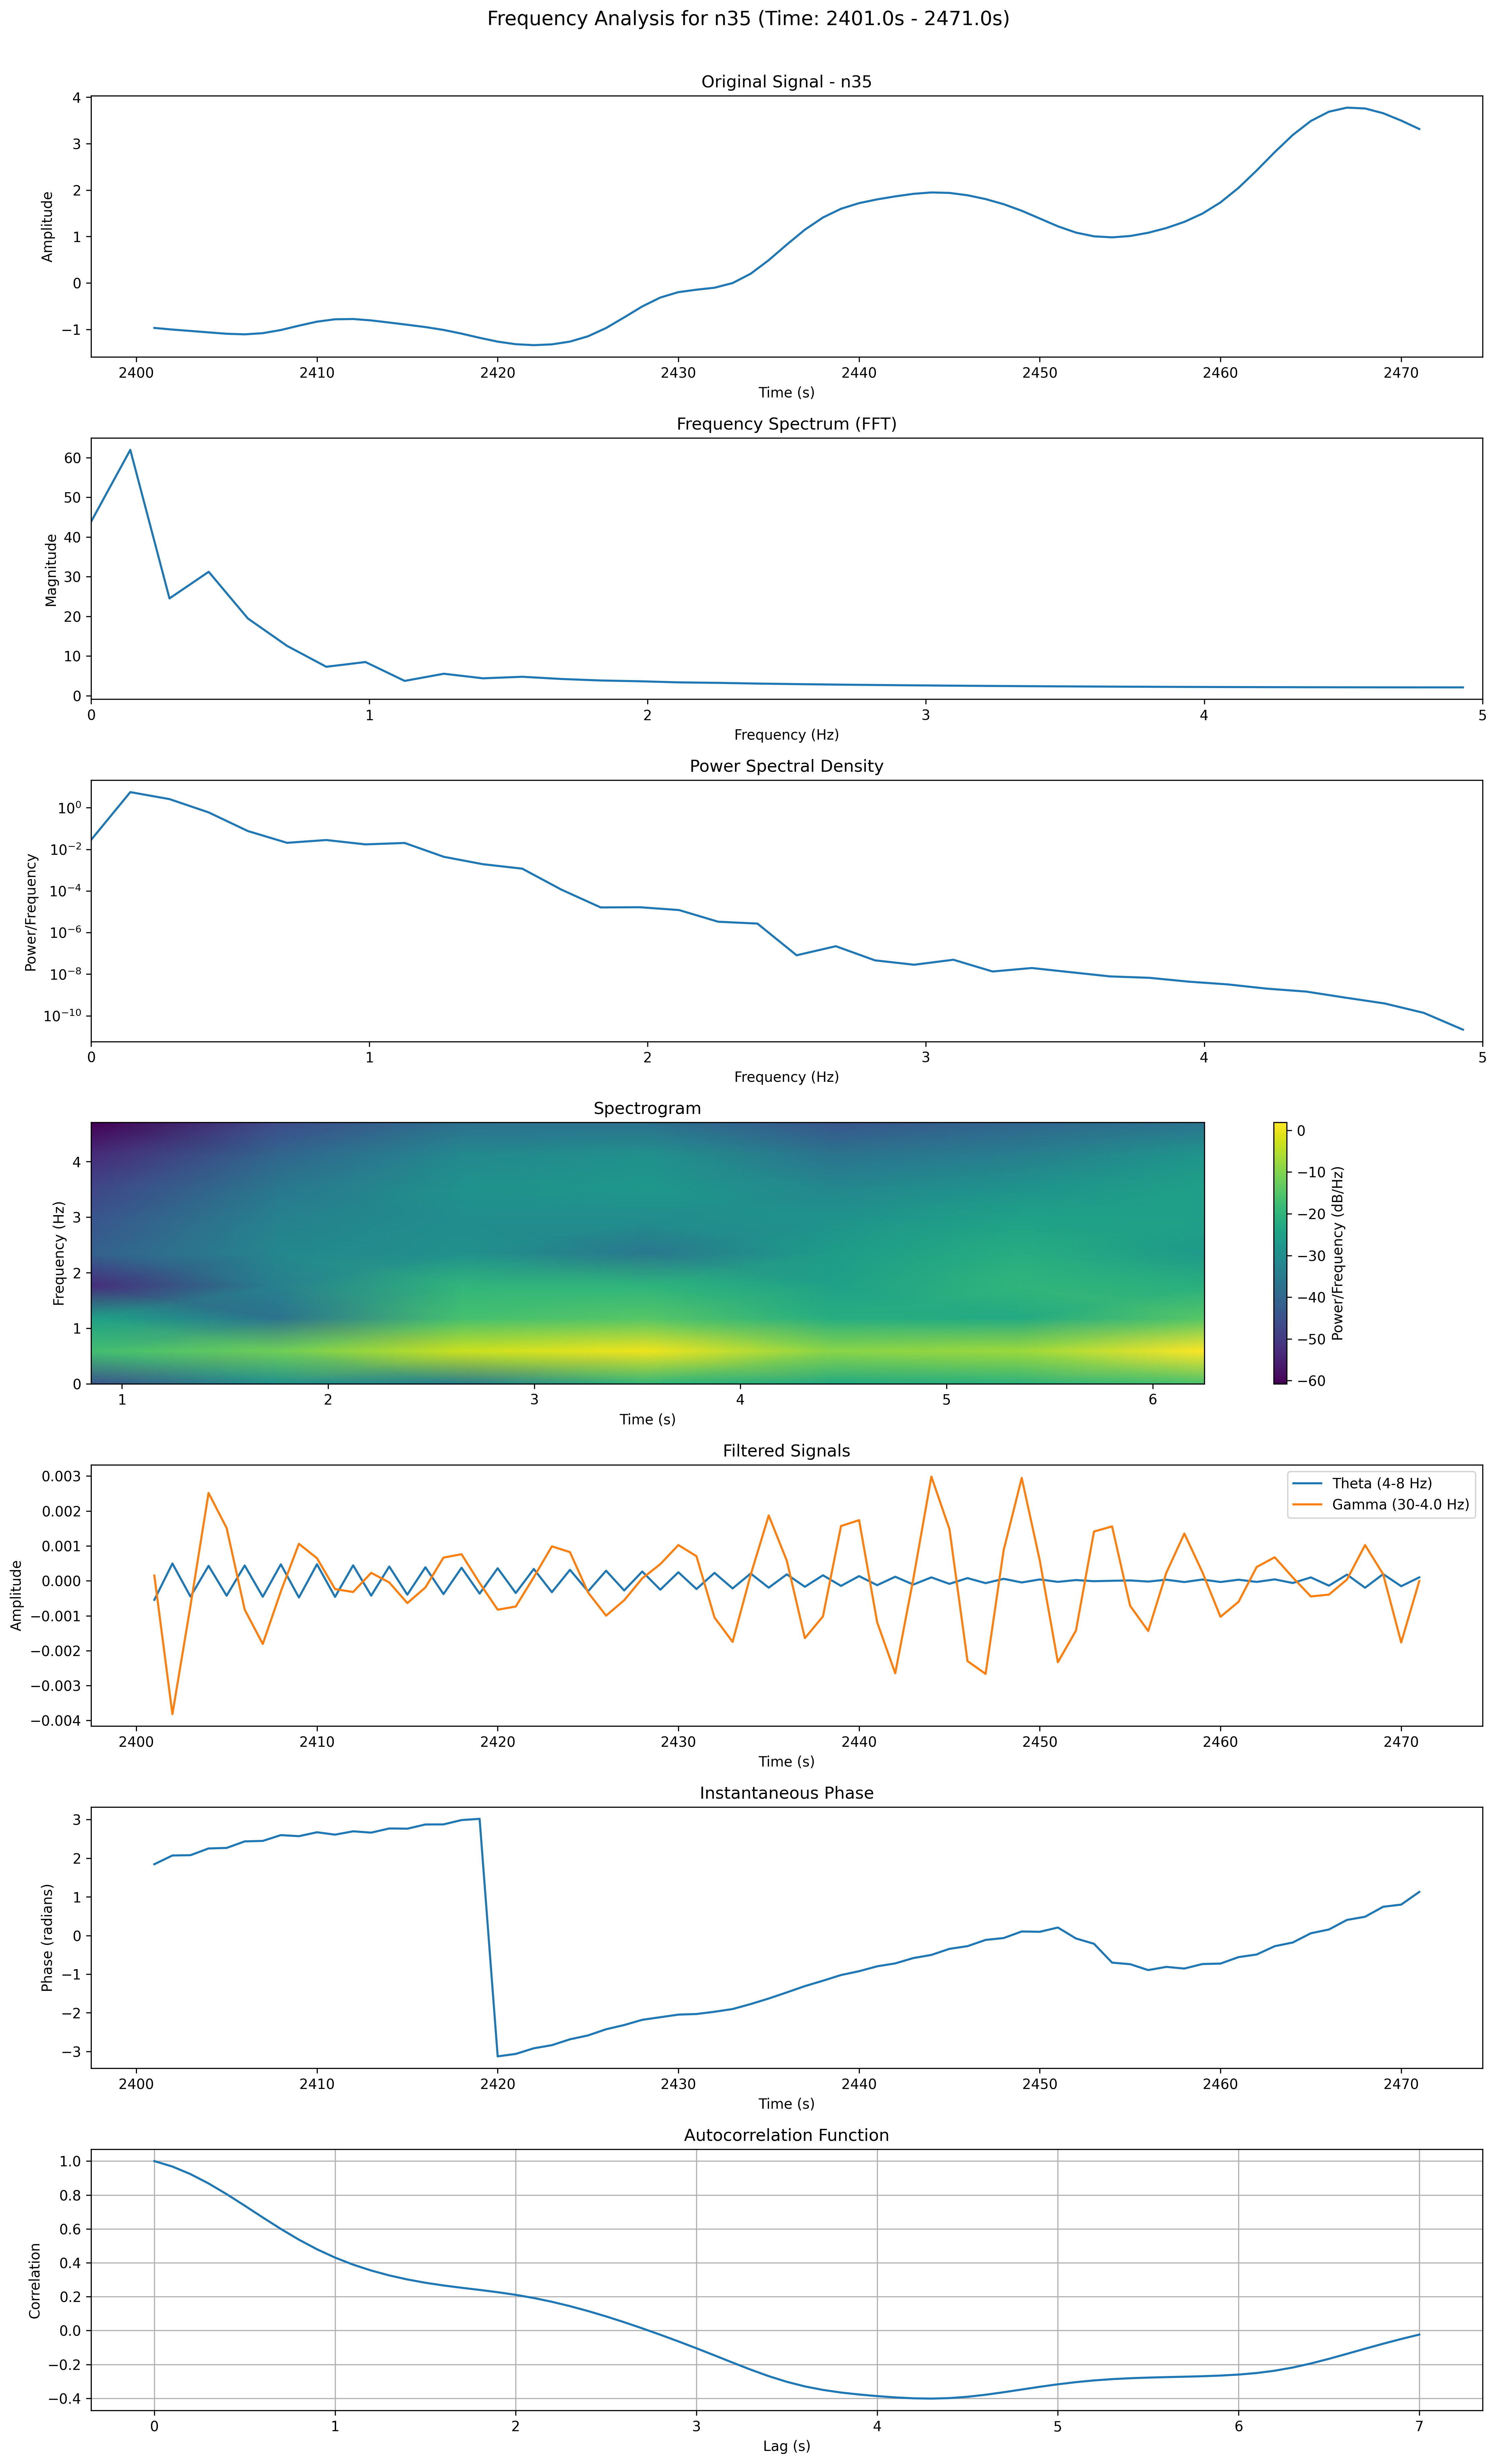 Frequency Analysis for n35 (Time: 2401.0s - 2471.0s)
Original Signal - n35
4
3
2
1
0
−1
Amplitude
2400 2410 2420 2430 2440 2450 2460 2470
Time (s)
Frequency Spectrum (FFT)
60
50
40
30
20
10
0
Magnitude
0 1 2 3 4 5
Frequency (Hz)
Power Spectral Density
10⁰
10⁻²
10⁻⁴
10⁻⁶
10⁻⁸
10⁻¹⁰
Power/Frequency
0 1 2 3 4 5
Frequency (Hz)
Spectrogram
4
3
2
1
0
Frequency (Hz)
1 2 3 4 5 6
Time (s)
0
−10
−20
−30
−40
−50
−60
Power/Frequency (dB/Hz)
Filtered Signals
Theta (4-8 Hz)
Gamma (30-4.0 Hz)
0.003
0.002
0.001
0.000
−0.001
−0.002
−0.003
−0.004
Amplitude
2400 2410 2420 2430 2440 2450 2460 2470
Time (s)
Instantaneous Phase
3
2
1
0
−1
−2
−3
Phase (radians)
2400 2410 2420 2430 2440 2450 2460 2470
Time (s)
Autocorrelation Function
1.0
0.8
0.6
0.4
0.2
0.0
−0.2
−0.4
Correlation
0 1 2 3 4 5 6 7
Lag (s)